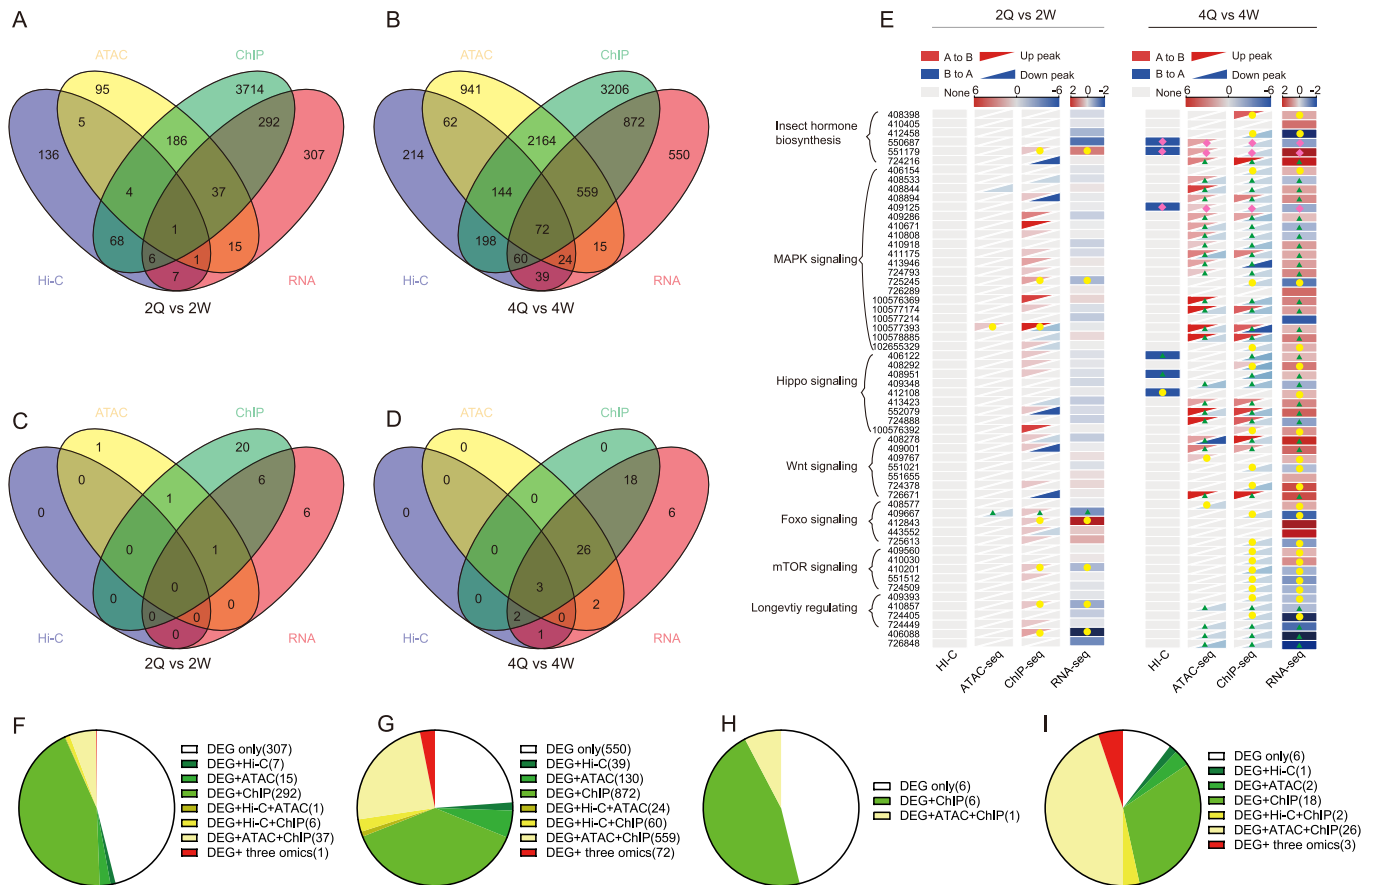 A
ATAC
ChIP
95
3714
5
186
292
136
307
4
37
1
68
6
1
15
7
Hi-C
RNA
2Q vs 2W
B
ATAC
ChIP
941
3206
62
2164
872
214
550
144
559
72
198
60
24
15
39
Hi-C
RNA
4Q vs 4W
C
ATAC
ChIP
1
20
0
1
6
0
6
0
1
0
0
0
0
0
0
Hi-C
RNA
2Q vs 2W
D
ATAC
ChIP
0
0
0
0
18
0
6
0
26
3
0
2
0
2
1
Hi-C
RNA
4Q vs 4W
E
2Q vs 2W
4Q vs 4W
A to B
Up peak
B to A
Down peak
None
6
0
-6
2
0
-2
A to B
Up peak
B to A
Down peak
None
6
0
-6
2
0
-2
Insect hormone
biosynthesis
408398
410405
412458
550687
551179
724216
MAPK signaling
406154
408533
408844
408894
409125
409286
410671
410808
410918
411175
413946
724793
725245
726289
100576369
100577174
100577214
100577393
100578885
102655329
Hippo signaling
406122
408292
408951
409348
412108
413423
552079
724888
100576392
Wnt signaling
408278
409001
409767
551021
551655
724378
726671
Foxo signaling
408577
409667
412843
443552
725613
mTOR signaling
409560
410030
410201
551512
724509
Longevtiy regulating
409393
410857
724405
724449
406088
726848
HI-C
ATAC-seq
ChIP-seq
RNA-seq
HI-C
ATAC-seq
ChIP-seq
RNA-seq
F
DEG only(307)
DEG+Hi-C(7)
DEG+ATAC(15)
DEG+ChIP(292)
DEG+Hi-C+ATAC(1)
DEG+Hi-C+ChIP(6)
DEG+ATAC+ChIP(37)
DEG+ three omics(1)
G
DEG only(550)
DEG+Hi-C(39)
DEG+ATAC(130)
DEG+ChIP(872)
DEG+Hi-C+ATAC(24)
DEG+Hi-C+ChIP(60)
DEG+ATAC+ChIP(559)
DEG+ three omics(72)
H
DEG only(6)
DEG+ChIP(6)
DEG+ATAC+ChIP(1)
I
DEG only(6)
DEG+Hi-C(1)
DEG+ATAC(2)
DEG+ChIP(18)
DEG+Hi-C+ChIP(2)
DEG+ATAC+ChIP(26)
DEG+ three omics(3)